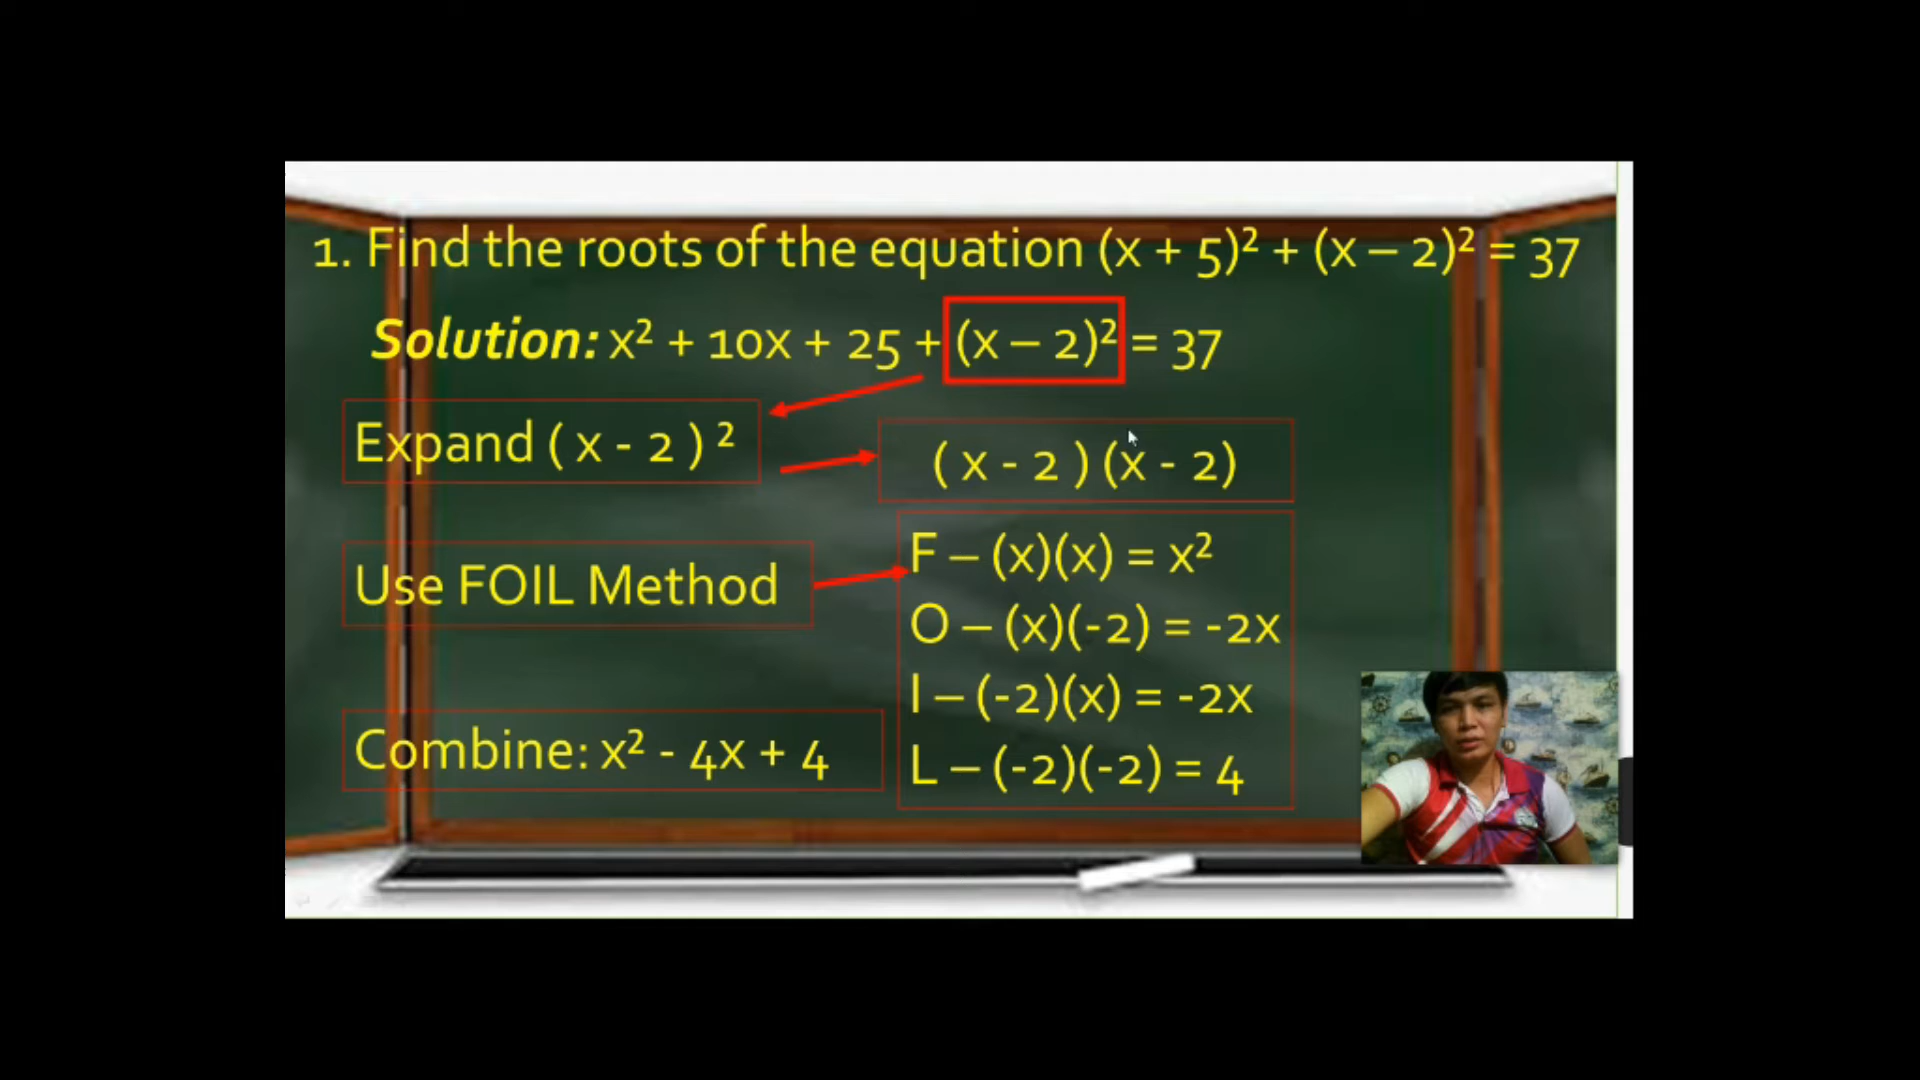 1. Find the roots of the equation (x + 5)² + (x – 2)² = 37
Solution: x² + 10x + 25 + (x – 2)² = 37
Expand ( x - 2 ) ²
( x - 2 ) (x - 2)
Use FOIL Method
F – (x)(x) = x²
O – (x)(-2) = -2x
I – (-2)(x) = -2x
L – (-2)(-2) = 4
Combine: x² - 4x + 4